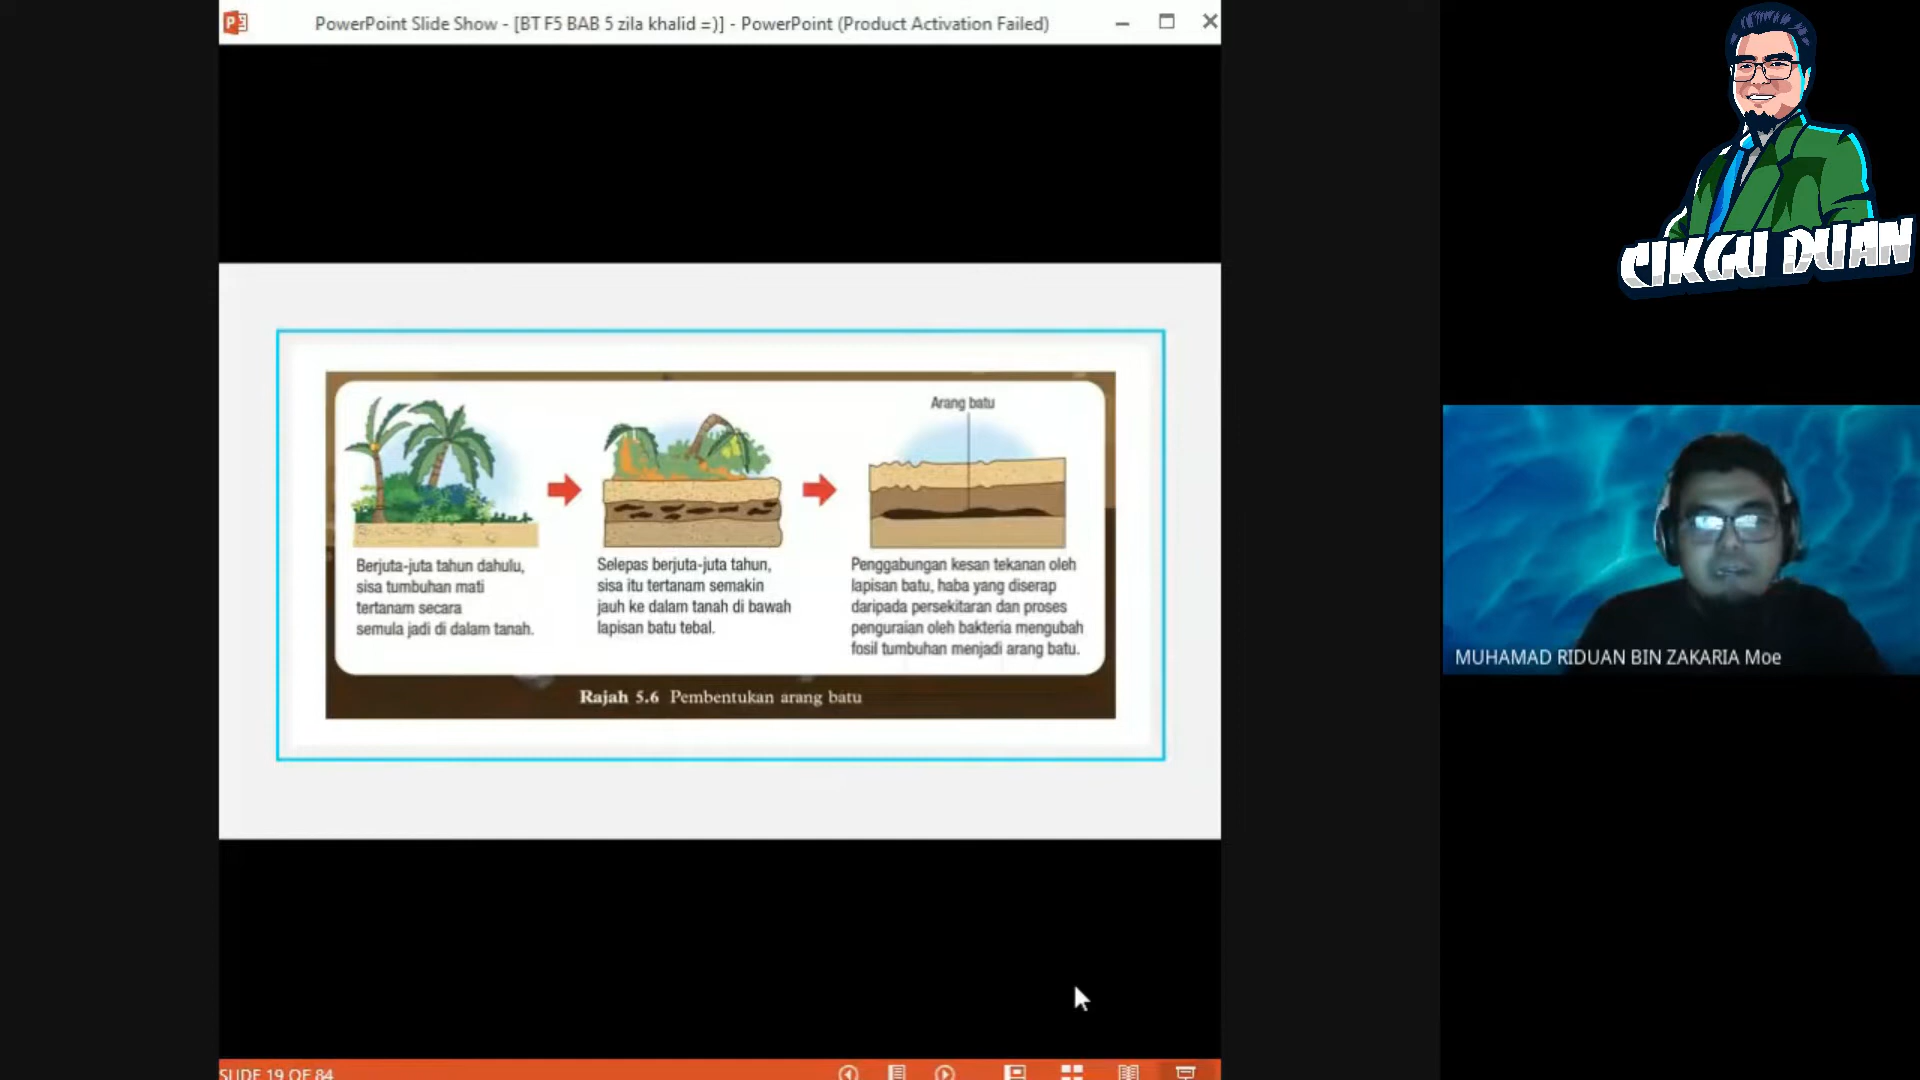 PowerPoint Slide Show - [BT F5 BAB 5 zila khalid =)] - PowerPoint (Product Activation Failed)
CIKGU DUAN
Arang batu
Berjuta-juta tahun dahulu,
sisa tumbuhan mati
tertanam secara
semula jadi di dalam tanah.
Selepas berjuta-juta tahun,
sisa itu tertanam semakin
jauh ke dalam tanah di bawah
lapisan batu tebal.
Penggabungan kesan tekanan oleh
lapisan batu, haba yang diserap
daripada persekitaran dan proses
penguraian oleh bakteria mengubah
fosil tumbuhan menjadi arang batu.
Rajah 5.6 Pembentukan arang batu
MUHAMAD RIDUAN BIN ZAKARIA Moe
SLIDE 19 OF 84